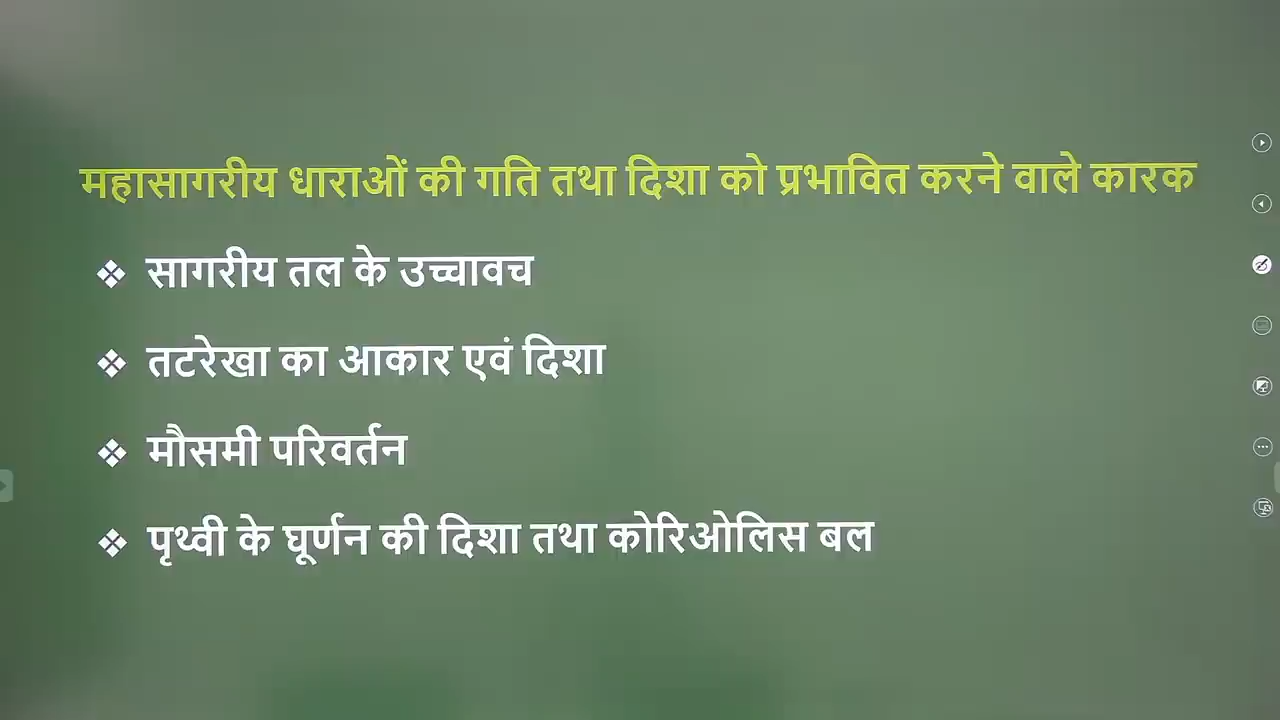 महासागरीय धाराओं की गति तथा दिशा को प्रभावित करने वाले कारक
❖ सागरीय तल के उच्चावच
❖ तटरेखा का आकार एवं दिशा
❖ मौसमी परिवर्तन
❖ पृथ्वी के घूर्णन की दिशा तथा कोरिओलिस बल